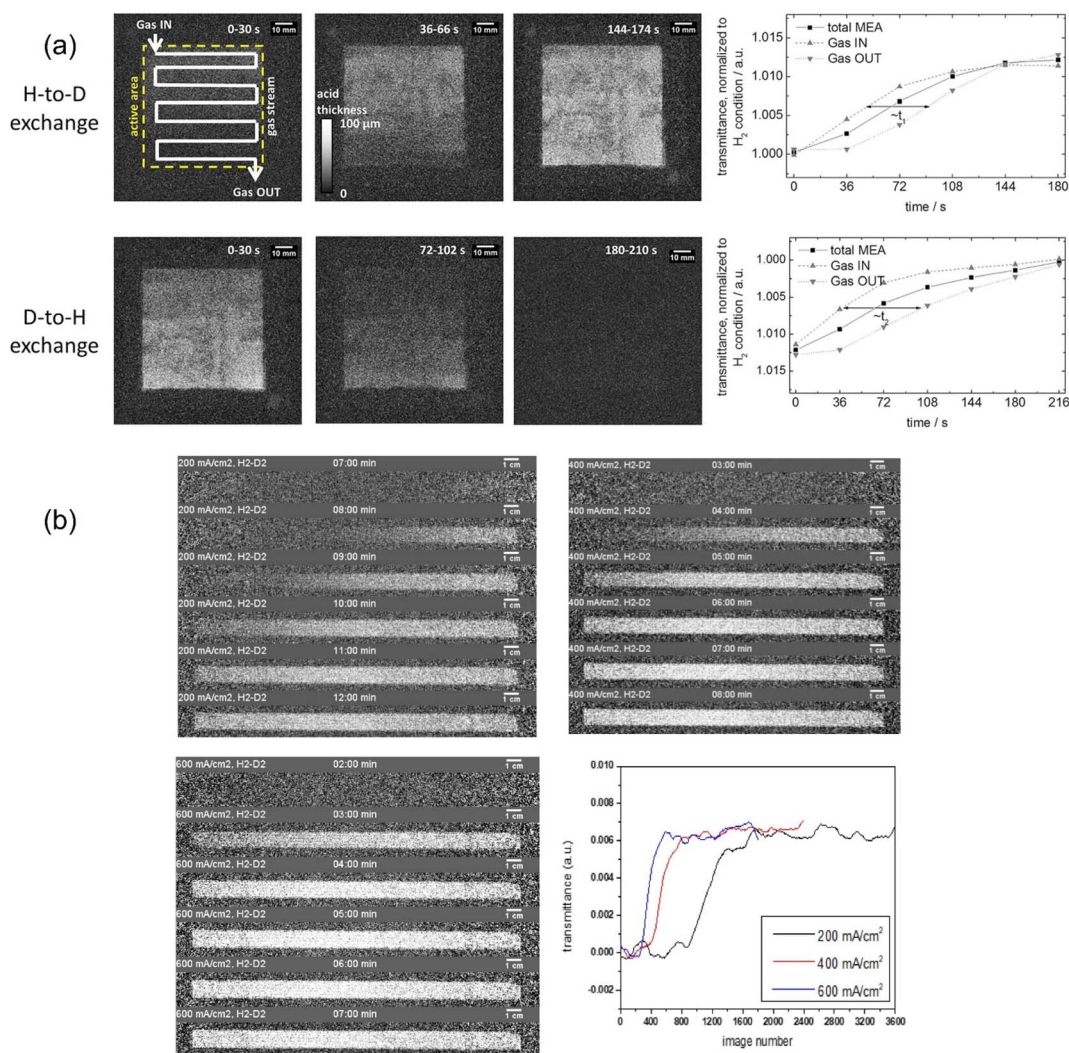 (a)
H-to-D
exchange
Gas IN
0-30 s
10 mm
active area
gas stream
Gas OUT
36-66 s
10 mm
acid
thickness
100 μm
0
144-174 s
10 mm
transmittance, normalized to
H2 condition / a.u.
1.015
1.010
1.005
1.000
total MEA
Gas IN
Gas OUT
~t1
0 36 72 108 144 180
time / s
D-to-H
exchange
0-30 s
10 mm
72-102 s
10 mm
180-210 s
10 mm
transmittance, normalized to
H2 condition / a.u.
1.000
1.005
1.010
1.015
total MEA
Gas IN
Gas OUT
~t2
0 36 72 108 144 180 216
time / s
(b)
200 mA/cm2, H2-D2 07:00 min 1 cm
200 mA/cm2, H2-D2 08:00 min 1 cm
200 mA/cm2, H2-D2 09:00 min 1 cm
200 mA/cm2, H2-D2 10:00 min 1 cm
200 mA/cm2, H2-D2 11:00 min 1 cm
200 mA/cm2, H2-D2 12:00 min 1 cm
400 mA/cm2, H2-D2 03:00 min 1 cm
400 mA/cm2, H2-D2 04:00 min 1 cm
400 mA/cm2, H2-D2 05:00 min 1 cm
400 mA/cm2, H2-D2 06:00 min 1 cm
400 mA/cm2, H2-D2 07:00 min 1 cm
400 mA/cm2, H2-D2 08:00 min 1 cm
600 mA/cm2, H2-D2 02:00 min 1 cm
600 mA/cm2, H2-D2 03:00 min 1 cm
600 mA/cm2, H2-D2 04:00 min 1 cm
600 mA/cm2, H2-D2 05:00 min 1 cm
600 mA/cm2, H2-D2 06:00 min 1 cm
600 mA/cm2, H2-D2 07:00 min 1 cm
transmittance (a.u.)
0.010
0.008
0.006
0.004
0.002
0.000
-0.002
200 mA/cm²
400 mA/cm²
600 mA/cm²
0 400 800 1200 1600 2000 2400 2800 3200 3600
image number